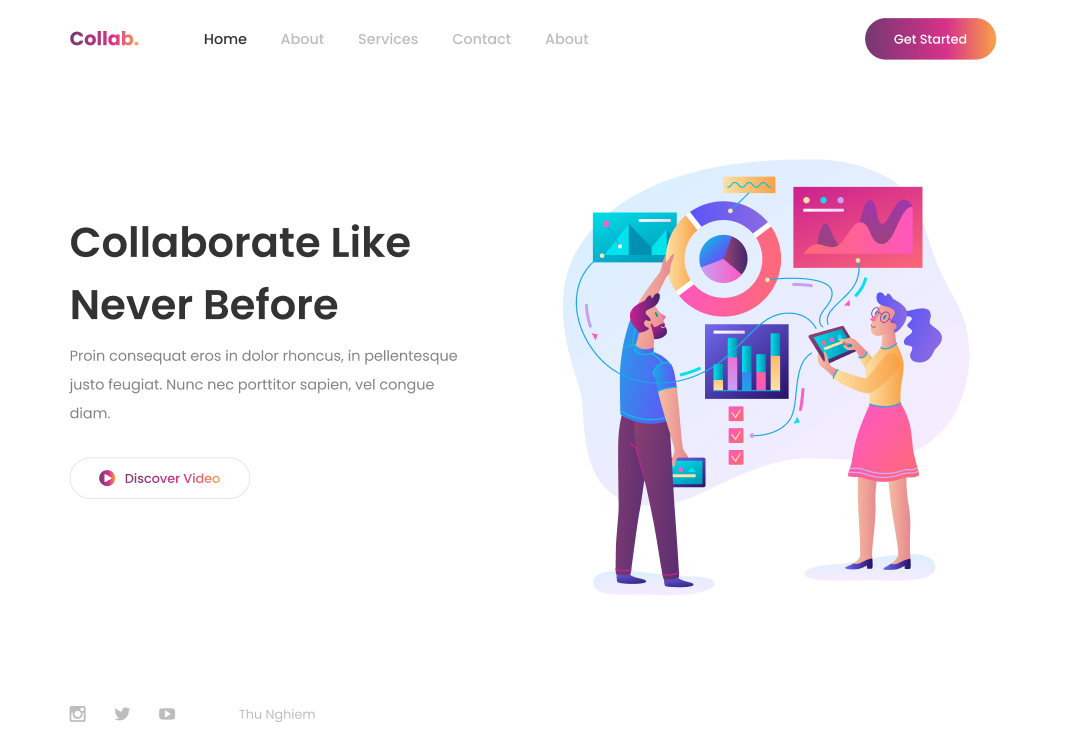 Collab. Home About Services Contact About Get Started
Collaborate Like
Never Before
Proin consequat eros in dolor rhoncus, in pellentesque
justo feugiat. Nunc nec porttitor sapien, vel congue
diam.
Discover Video
Thu Nghiem